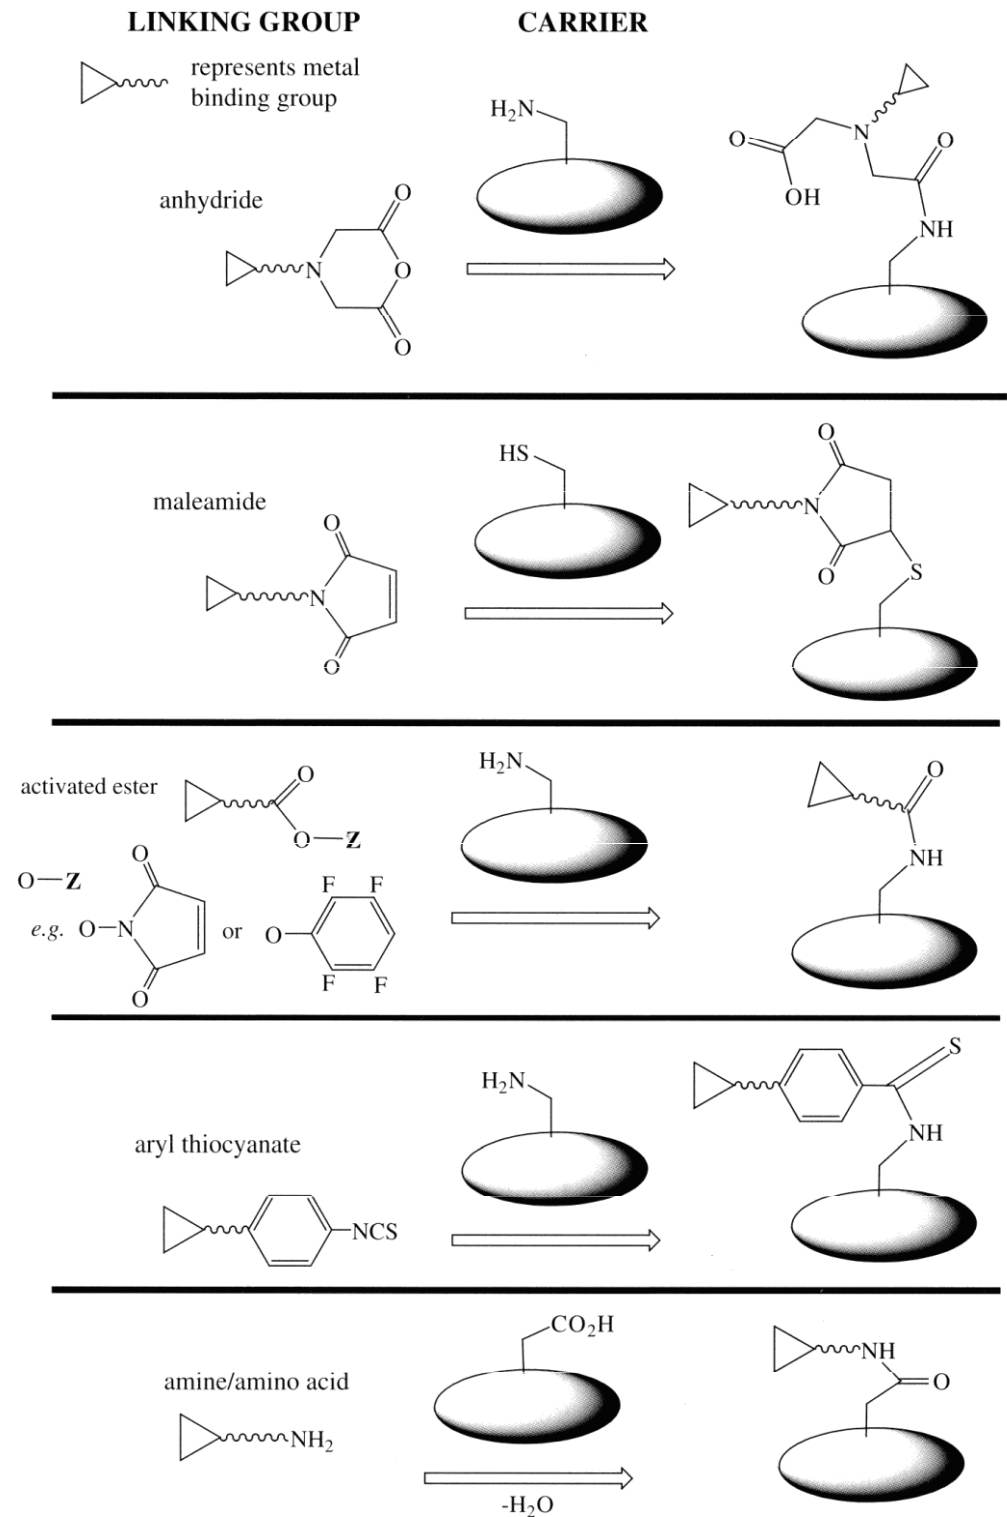 LINKING GROUP CARRIER
represents metal
binding group
H₂N
O
N
O
OH
NH
anhydride
O
N
O
O
HS
O
N
O
S
maleamide
O
N
O
activated ester
O
O—Z
H₂N
O
NH
O—Z
e.g. O—N
O
O
or
O
F F
F F
H₂N
S
NH
aryl thiocyanate
NCS
CO₂H
NH
O
amine/amino acid
NH₂
-H₂O